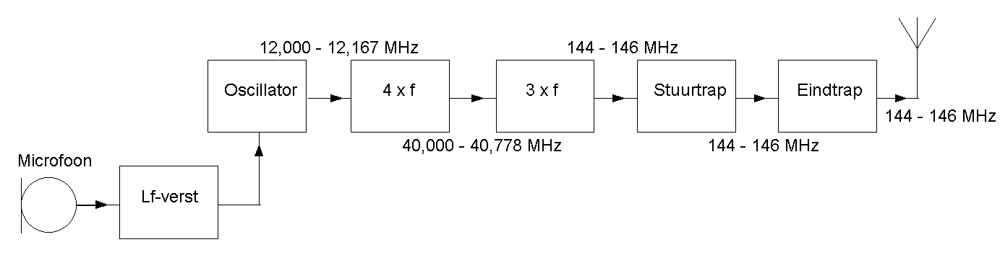 12,000 - 12,167 MHz
144 - 146 MHz
Oscillator
4 x f
3 x f
Stuurtrap
Eindtrap
144 - 146 MHz
40,000 - 40,778 MHz
144 - 146 MHz
Microfoon
Lf-verst